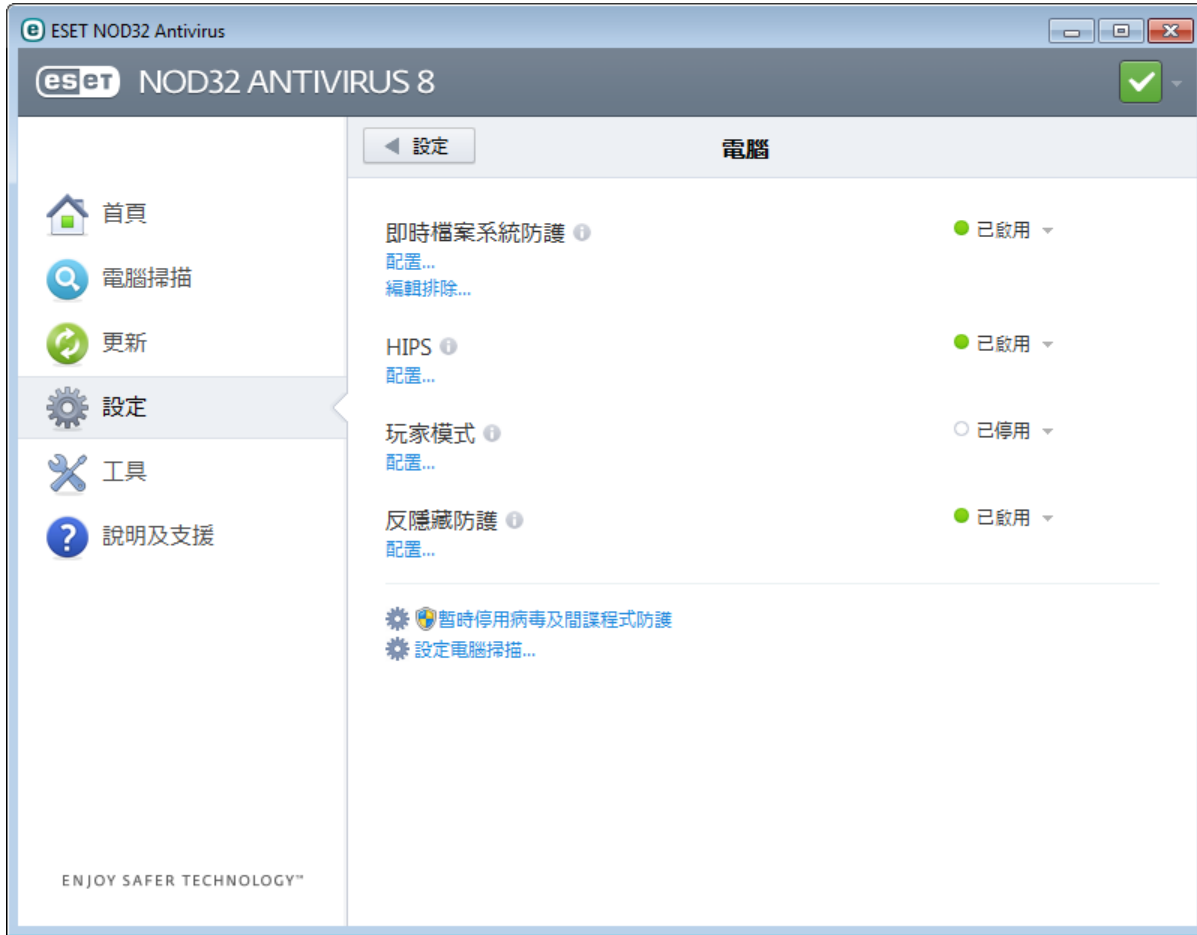 ESET NOD32 Antivirus
eset NOD32 ANTIVIRUS 8
設定
電腦
首頁
電腦掃描
更新
設定
工具
說明及支援
即時檔案系統防護
已啟用
配置...
編輯排除...
HIPS
已啟用
配置...
玩家模式
已停用
配置...
反隱藏防護
已啟用
配置...
暫時停用病毒及間諜程式防護
設定電腦掃描...
ENJOY SAFER TECHNOLOGY™